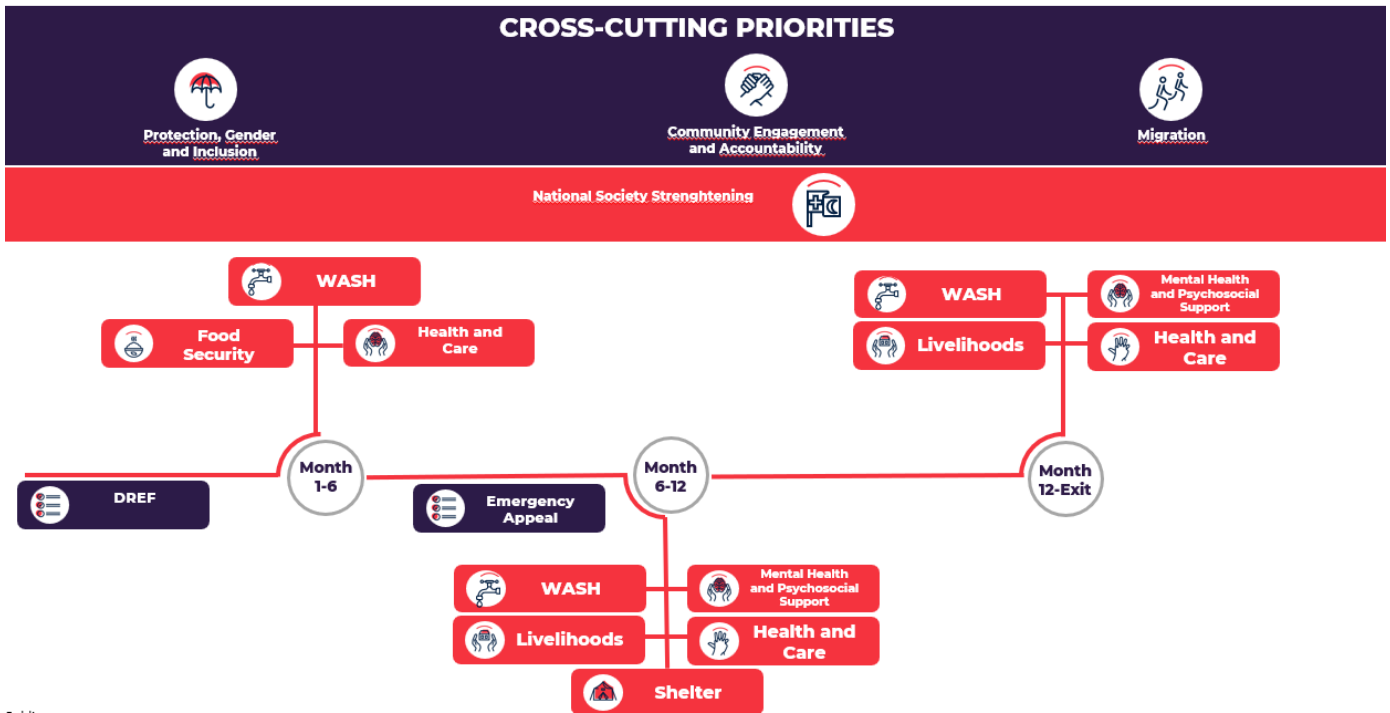 CROSS-CUTTING PRIORITIES
Protection, Gender
and Inclusion
Community Engagement
and Accountability
Migration
National Society Strenghtening
WASH
Food
Security
Health and
Care
WASH
Mental Health
and Psychosocial
Support
Livelihoods
Health and
Care
Month
1-6
Month
6-12
Month
12-Exit
DREF
Emergency
Appeal
WASH
Mental Health
and Psychosocial
Support
Livelihoods
Health and
Care
Shelter